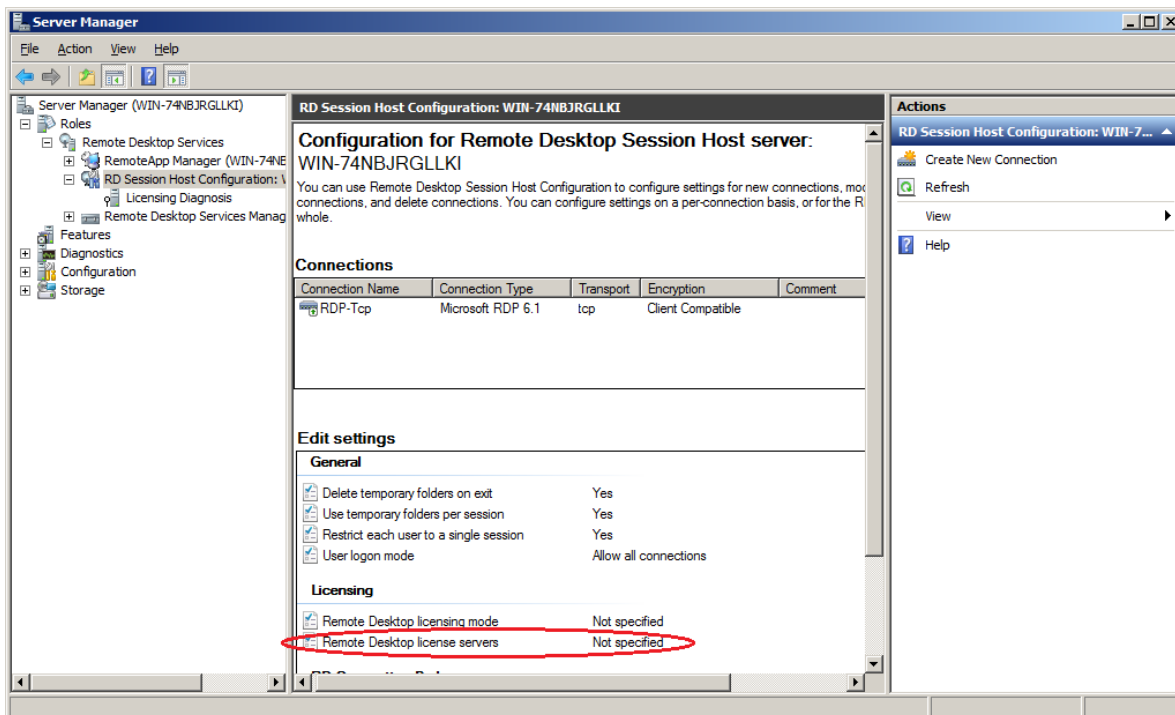 Server Manager
File Action View Help
Server Manager (WIN-74NBJRGLLKI)
Roles
Remote Desktop Services
RemoteApp Manager (WIN-74NB
RD Session Host Configuration: W
Licensing Diagnosis
Remote Desktop Services Manag
Features
Diagnostics
Configuration
Storage
RD Session Host Configuration: WIN-74NBJRGLLKI
Configuration for Remote Desktop Session Host server:
WIN-74NBJRGLLKI
You can use Remote Desktop Session Host Configuration to configure settings for new connections, mod
connections, and delete connections. You can configure settings on a per-connection basis, or for the R
whole.
Connections
Connection Name Connection Type Transport Encryption Comment
RDP-Tcp Microsoft RDP 6.1 tcp Client Compatible
Edit settings
General
Delete temporary folders on exit Yes
Use temporary folders per session Yes
Restrict each user to a single session Yes
User logon mode Allow all connections
Licensing
Remote Desktop licensing mode Not specified
Remote Desktop license servers Not specified
Actions
RD Session Host Configuration: WIN-7...
Create New Connection
Refresh
View
Help